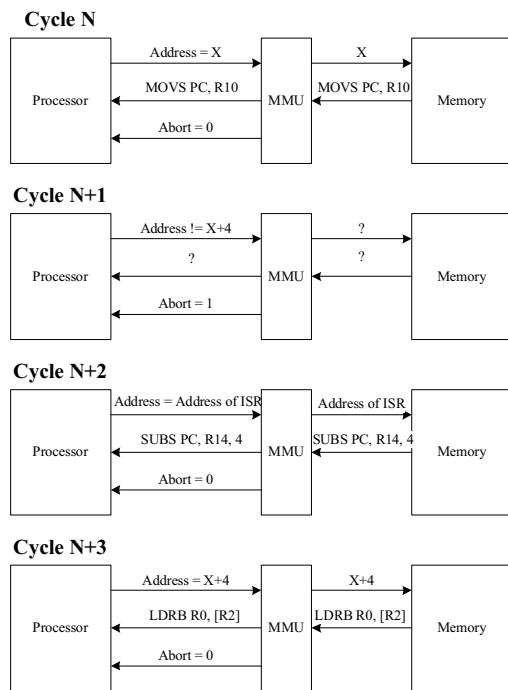 Cycle N
Address = X
X
Processor
MOVS PC, R10
MMU
MOVS PC, R10
Memory
Abort = 0
Cycle N+1
Address != X+4
?
Processor
?
MMU
?
Memory
Abort = 1
Cycle N+2
Address = Address of ISR
Address of ISR
Processor
SUBS PC, R14, 4
MMU
SUBS PC, R14, 4
Memory
Abort = 0
Cycle N+3
Address = X+4
X+4
Processor
LDRB R0, [R2]
MMU
LDRB R0, [R2]
Memory
Abort = 0